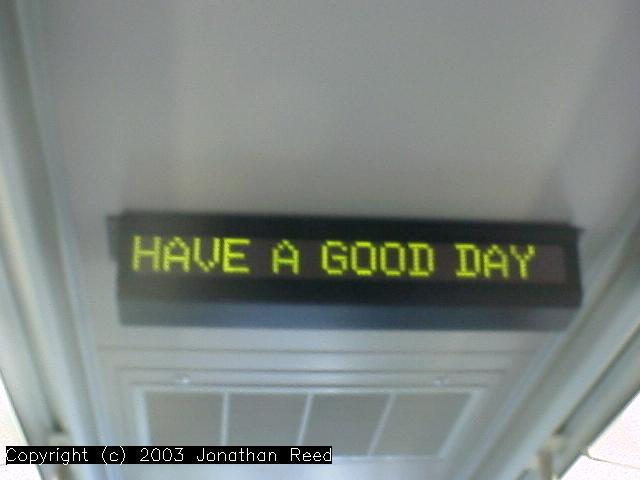 HAVE A GOOD DAY
Copyright (c) 2003 Jonathan Reed